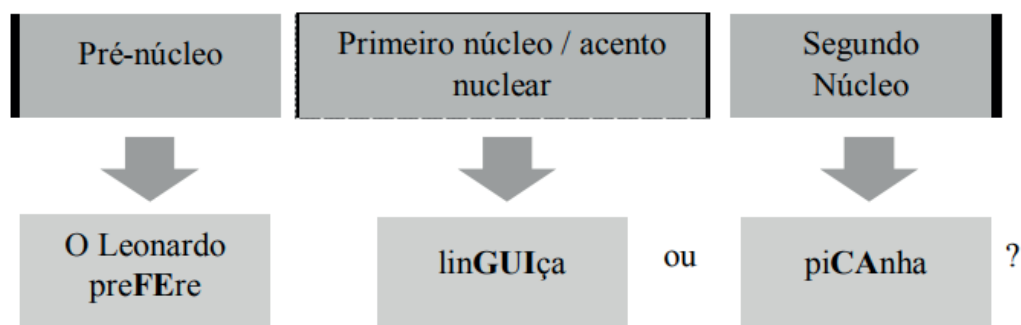 Pré-núcleo
Primeiro núcleo / acento
nuclear
Segundo
Núcleo
O Leonardo
preFEre
linGUIça
ou
piCAnha
?